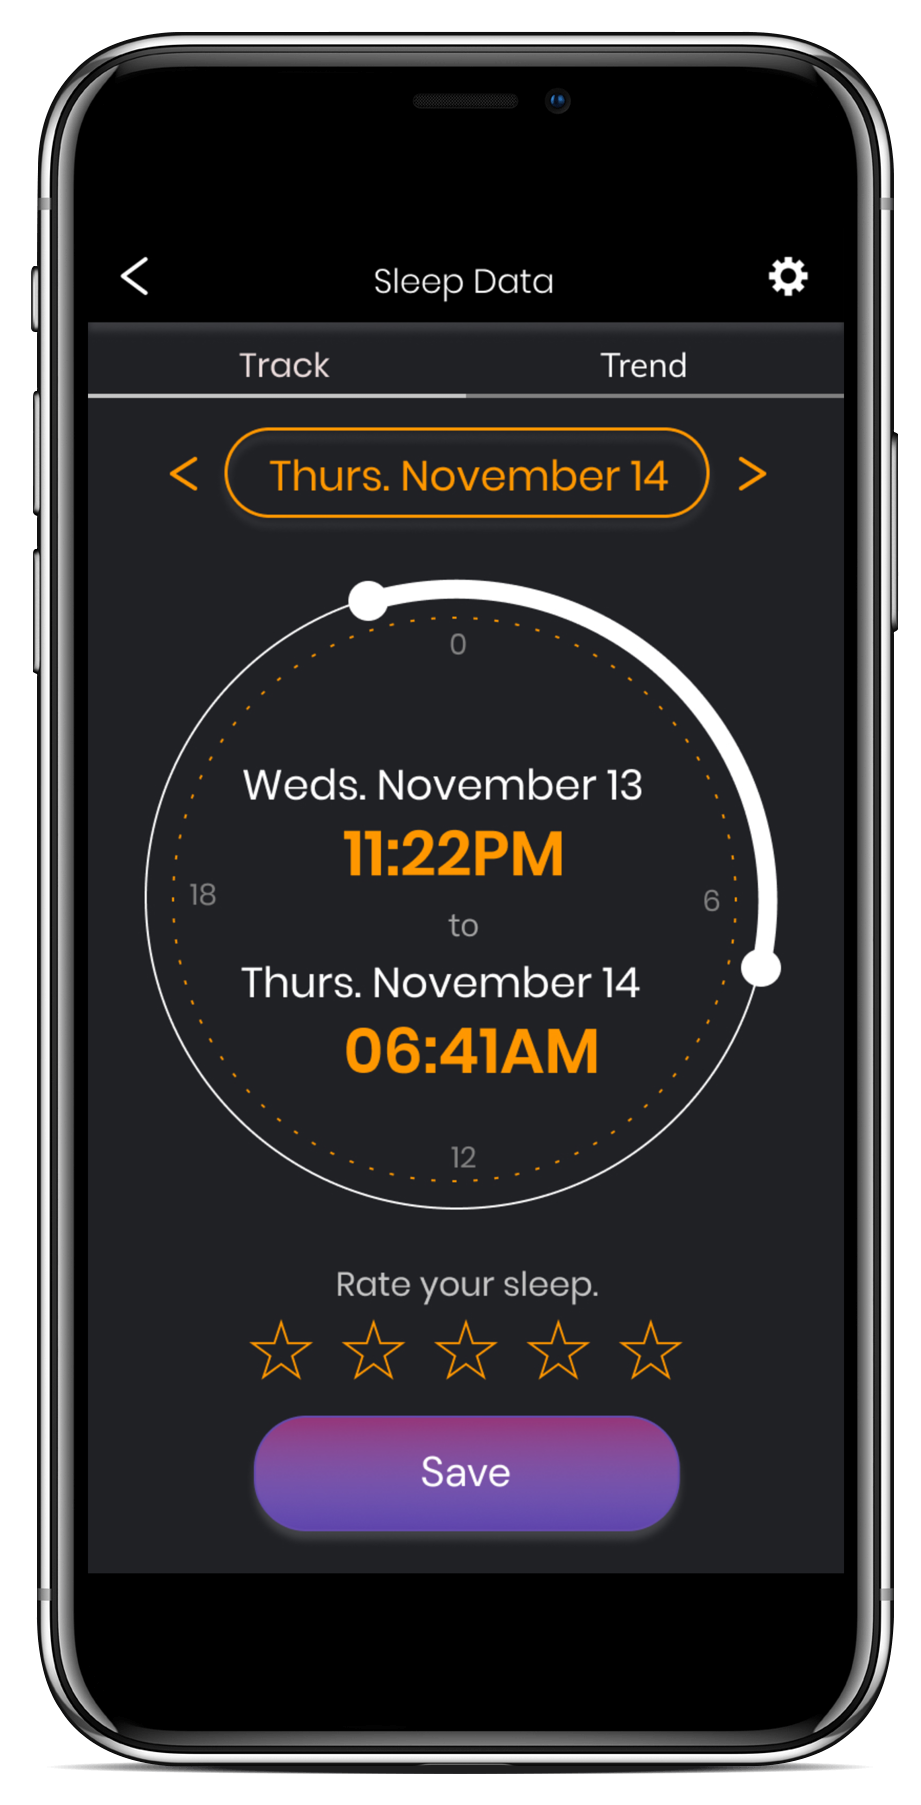 Sleep Data
Track Trend
< Thurs. November 14 >
0
Weds. November 13
11:22PM
18 6
to
Thurs. November 14
06:41AM
12
Rate your sleep.
Save